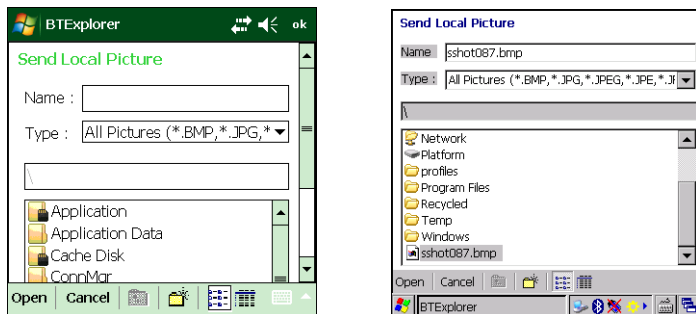 BTExplorer ok
Send Local Picture
Name :
Type : All Pictures (*.BMP,*.JPG,*
\
Application
Application Data
Cache Disk
ConnMgr
Open Cancel
Send Local Picture
Name sshot087.bmp
Type : All Pictures (*.BMP,*.JPG,*.JPEG,*.JPE,*.JF
\
Network
Platform
profiles
Program Files
Recycled
Temp
Windows
sshot087.bmp
Open Cancel
BTExplorer